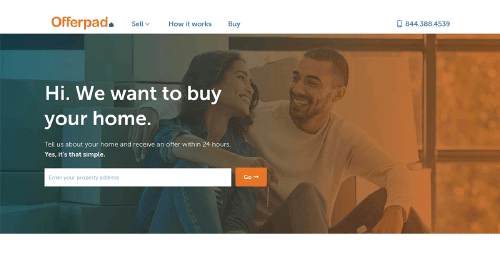 Offerpad.
Sell
How it works
Buy
844.388.4539
Hi. We want to buy
your home.
Tell us about your home and receive an offer within 24 hours.
Yes, it's that simple.
Enter your property address
Go